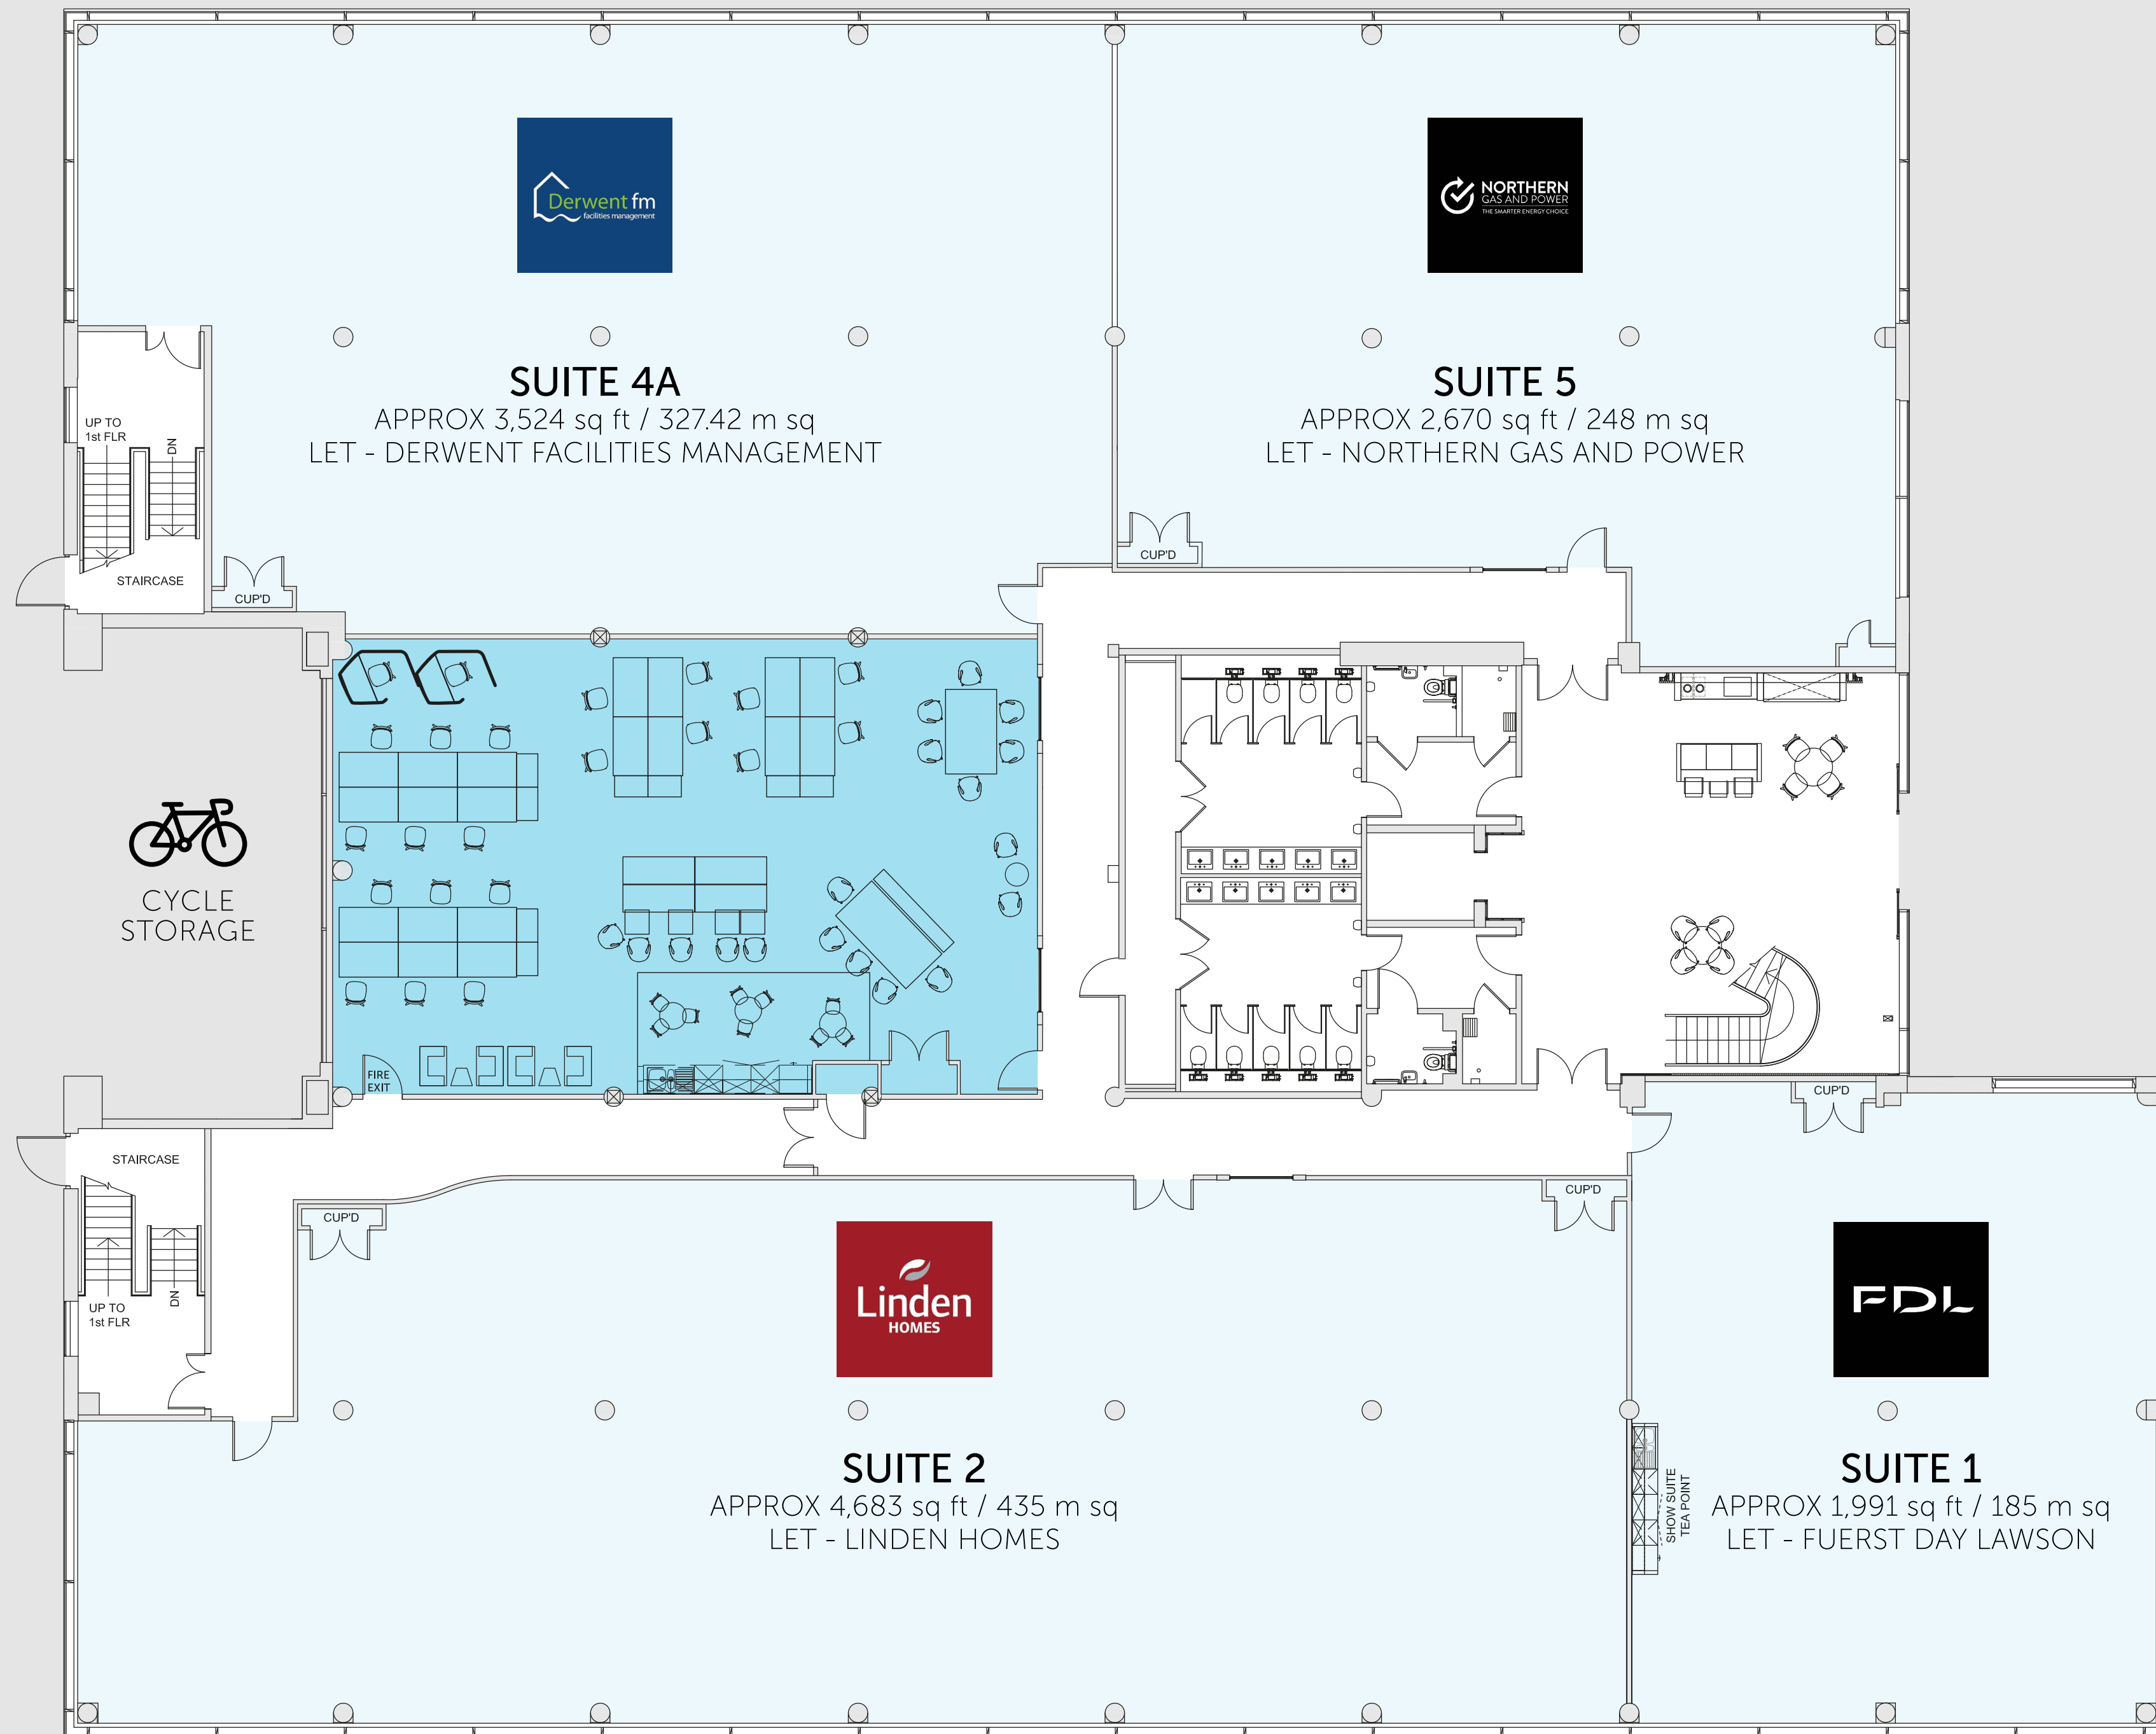 Derwent fm
facilities management
NORTHERN
GAS AND POWER
THE SMARTER ENERGY CHOICE
SUITE 4A
APPROX 3,524 sq ft / 327.42 m sq
LET - DERWENT FACILITIES MANAGEMENT
SUITE 5
APPROX 2,670 sq ft / 248 m sq
LET - NORTHERN GAS AND POWER
UP TO
1st FLR
DN
STAIRCASE
CUP'D
CUP'D
CYCLE
STORAGE
FIRE
EXIT
CUP'D
STAIRCASE
UP TO
1st FLR
DN
CUP'D
CUP'D
Linden
HOMES
FDL
SUITE 2
APPROX 4,683 sq ft / 435 m sq
LET - LINDEN HOMES
SHOW SUITE
TEA POINT
SUITE 1
APPROX 1,991 sq ft / 185 m sq
LET - FUERST DAY LAWSON